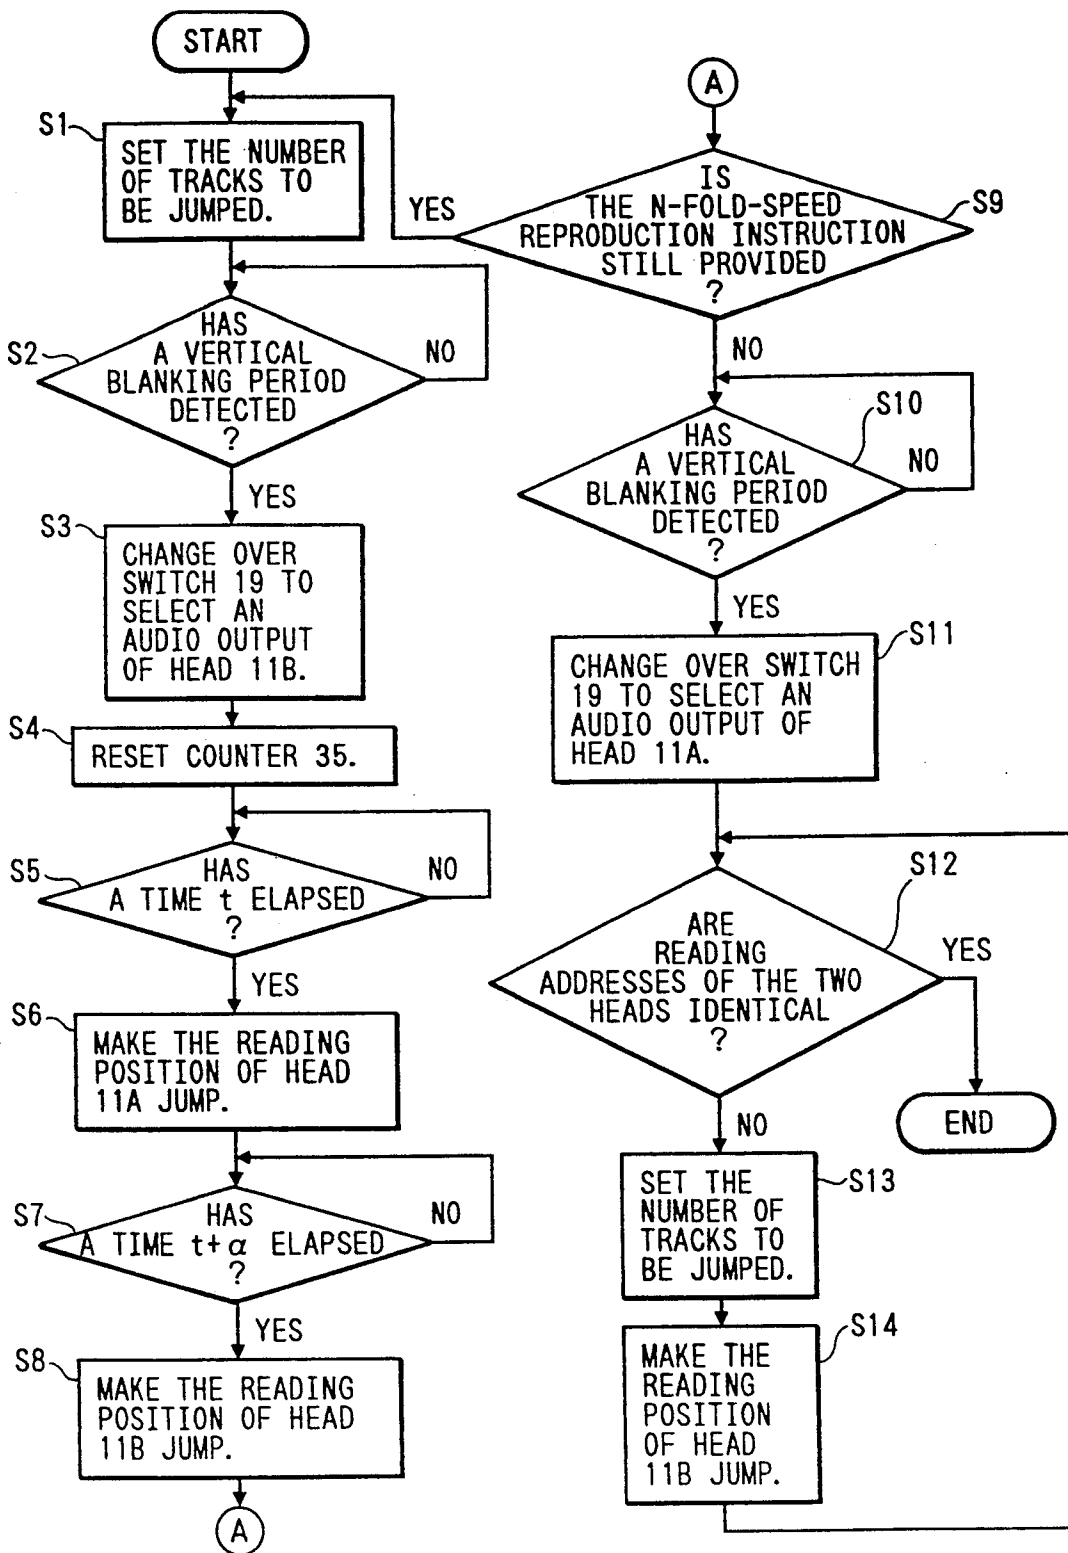 START
S1
SET THE NUMBER
OF TRACKS TO
BE JUMPED.
S2
HAS
A VERTICAL
BLANKING PERIOD
DETECTED
?
NO
YES
S3
CHANGE OVER
SWITCH 19 TO
SELECT AN
AUDIO OUTPUT
OF HEAD 11B.
S4
RESET COUNTER 35.
S5
HAS
A TIME t ELAPSED
?
NO
YES
S6
MAKE THE READING
POSITION OF HEAD
11A JUMP.
S7
HAS
A TIME t+α ELAPSED
?
NO
YES
S8
MAKE THE READING
POSITION OF HEAD
11B JUMP.
A
A
S9
IS
THE N-FOLD-SPEED
REPRODUCTION INSTRUCTION
STILL PROVIDED
?
YES
NO
S10
HAS
A VERTICAL
BLANKING PERIOD
DETECTED
?
NO
YES
S11
CHANGE OVER SWITCH
19 TO SELECT AN
AUDIO OUTPUT OF
HEAD 11A.
S12
ARE
READING
ADDRESSES OF THE TWO
HEADS IDENTICAL
?
YES
END
NO
S13
SET THE
NUMBER OF
TRACKS TO
BE JUMPED.
S14
MAKE THE
READING
POSITION
OF HEAD
11B JUMP.